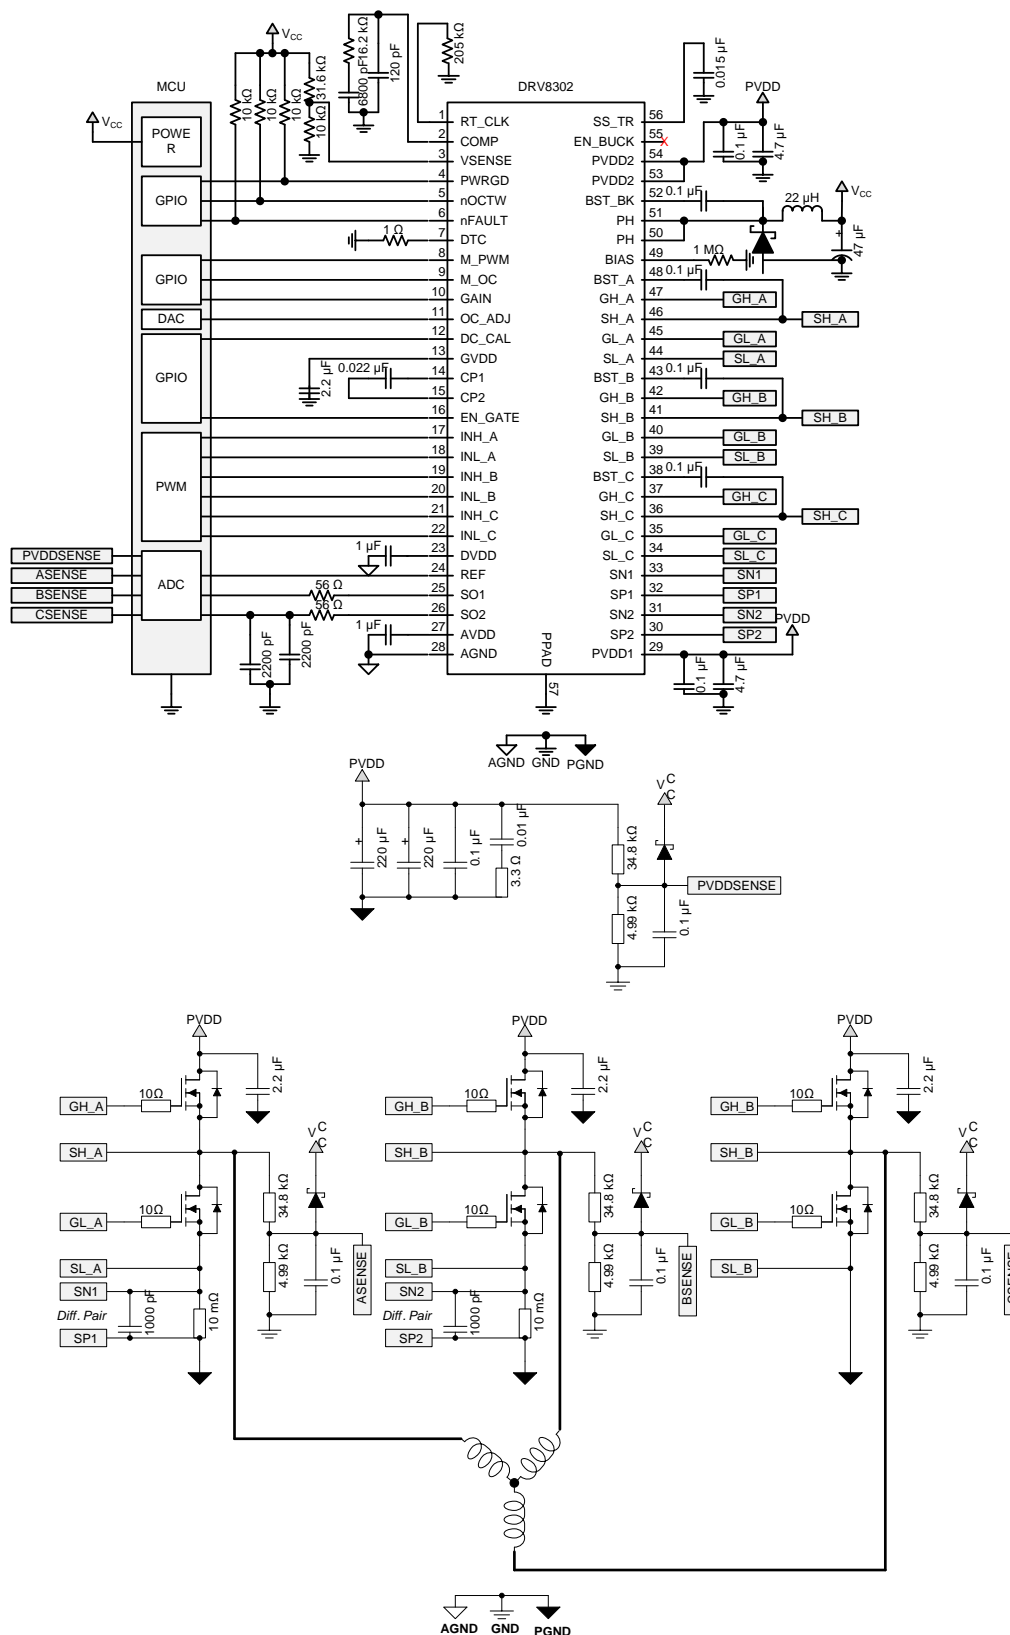 MCU
DRV8302
VCC
VCC
POWE
R
GPIO
GPIO
DAC
GPIO
PWM
ADC
PVDDSENSE
ASENSE
BSENSE
CSENSE
10 kΩ
10 kΩ
10 kΩ
31.6 kΩ
10 kΩ
16.2 kΩ
6800 pF
120 pF
205 kΩ
1 Ω
2.2 µF
0.022 µF
1 µF
56 Ω
56 Ω
2200 pF
2200 pF
1 µF
1 RT_CLK
2 COMP
3 VSENSE
4 PWRGD
5 nOCTW
6 nFAULT
7 DTC
8 M_PWM
9 M_OC
10 GAIN
11 OC_ADJ
12 DC_CAL
13 GVDD
14 CP1
15 CP2
16 EN_GATE
17 INH_A
18 INL_A
19 INH_B
20 INL_B
21 INH_C
22 INL_C
23 DVDD
24 REF
25 SO1
26 SO2
27 AVDD
28 AGND
SS_TR 56
EN_BUCK 55
X
PVDD2 54
PVDD2 53
BST_BK 52
PH 51
PH 50
BIAS 49
BST_A 48
GH_A 47
SH_A 46
GL_A 45
SL_A 44
BST_B 43
GH_B 42
SH_B 41
GL_B 40
SL_B 39
BST_C 38
GH_C 37
SH_C 36
GL_C 35
SL_C 34
SN1 33
SP1 32
SN2 31
SP2 30
PVDD1 29
PPAD
57
0.015 µF
PVDD
0.1 µF
4.7 µF
0.1 µF
22 µH
VCC
+
47 µF
1 MΩ
0.1 µF
GH_A
SH_A
GL_A
SL_A
0.1 µF
GH_B
SH_B
GL_B
SL_B
0.1 µF
GH_C
SH_C
GL_C
SL_C
SN1
SP1
SN2
SP2
PVDD
0.1 µF
4.7 µF
AGND GND PGND
PVDD
+
220 µF
+
220 µF
0.1 µF
0.01 µF
3.3 Ω
34.8 kΩ
4.99 kΩ
VCC
0.1 µF
PVDDSENSE
PVDD
2.2 µF
GH_A
10Ω
SH_A
GL_A
10Ω
SL_A
SN1
Diff. Pair
SP1
1000 pF
10 mΩ
34.8 kΩ
4.99 kΩ
VCC
0.1 µF
ASENSE
PVDD
2.2 µF
GH_B
10Ω
SH_B
GL_B
10Ω
SL_B
SN2
Diff. Pair
SP2
1000 pF
10 mΩ
34.8 kΩ
4.99 kΩ
VCC
0.1 µF
BSENSE
PVDD
2.2 µF
GH_B
10Ω
SH_B
GL_B
10Ω
SL_B
34.8 kΩ
4.99 kΩ
VCC
0.1 µF
AGND GND PGND